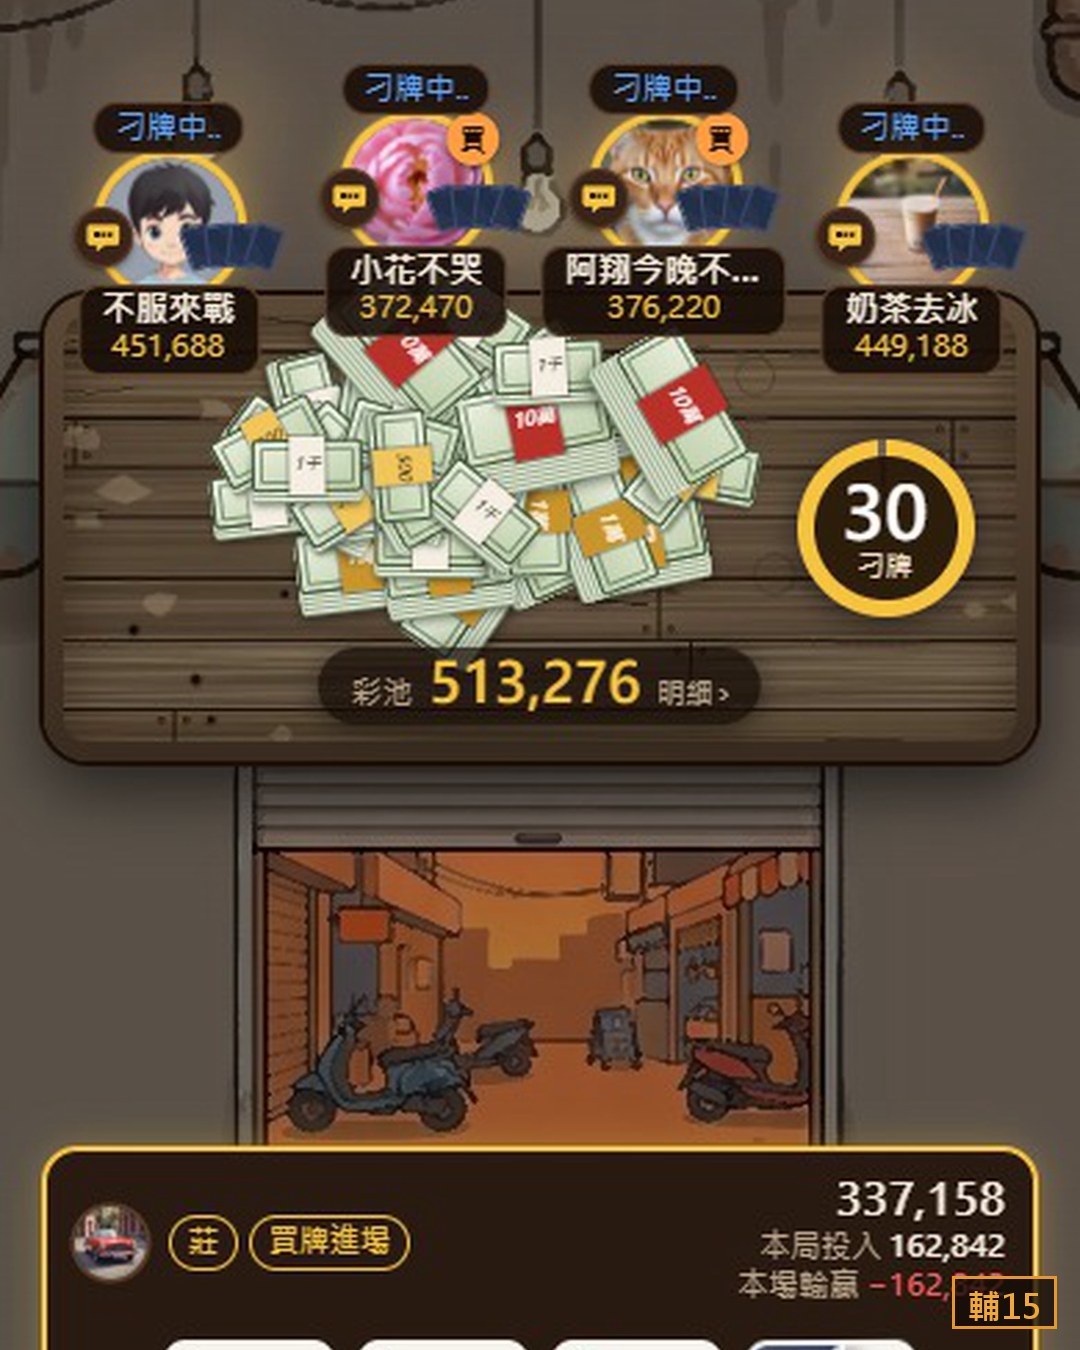 刁牌中..
刁牌中..
刁牌中..
刁牌中..
買
買
不服來戰
451,688
小花不哭
372,470
阿翔今晚不...
376,220
奶茶去冰
449,188
10萬
1千
10萬
10萬
1千
500
1千
1萬
30
刁牌
彩池 513,276 明細›
337,158
莊 買牌進場
本局投入 162,842
本場輸贏 -162,842
輔15